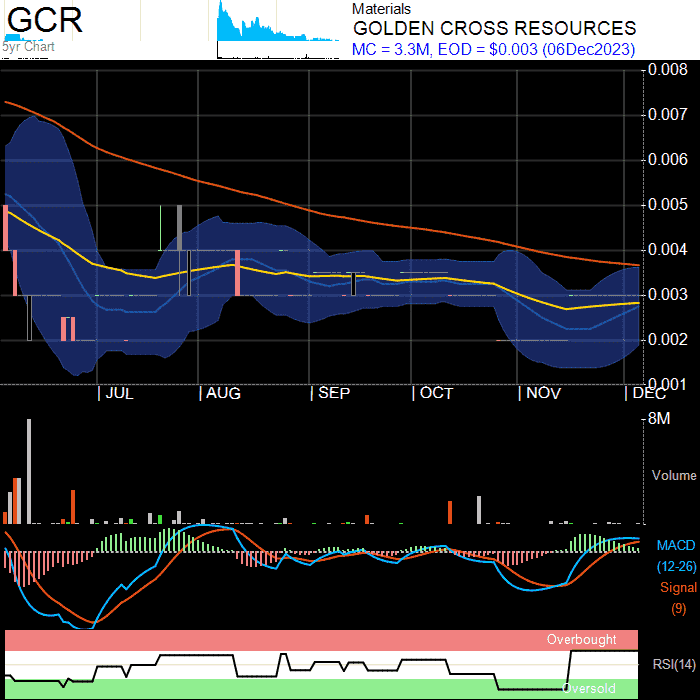 GCR
5yr Chart
Materials
GOLDEN CROSS RESOURCES
MC = 3.3M, EOD = $0.003 (06Dec2023)
0.008
0.007
0.006
0.005
0.004
0.003
0.002
0.001
| JUL | AUG | SEP | OCT | NOV | DEC
8M
Volume
MACD
(12-26)
Signal
(9)
Overbought
RSI(14)
Oversold